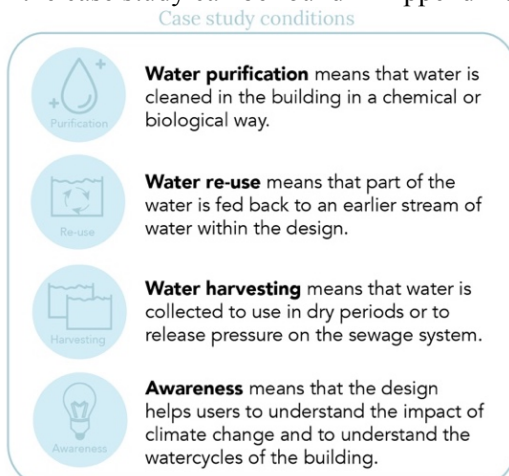 Case study conditions
Purification
Water purification means that water is
cleaned in the building in a chemical or
biological way.
Re-use
Water re-use means that part of the
water is fed back to an earlier stream of
water within the design.
Harvesting
Water harvesting means that water is
collected to use in dry periods or to
release pressure on the sewage system.
Awareness
Awareness means that the design
helps users to understand the impact of
climate change and to understand the
watercycles of the building.